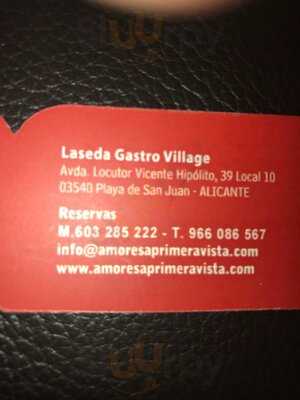 Laseda Gastro Village
Avda. Locutor Vicente Hipólito, 39 Local 10
03540 Playa de San Juan - ALICANTE
Reservas
M.603 285 222 - T. 966 086 567
info@amoresaprimeravista.com
www.amoresaprimeravista.com